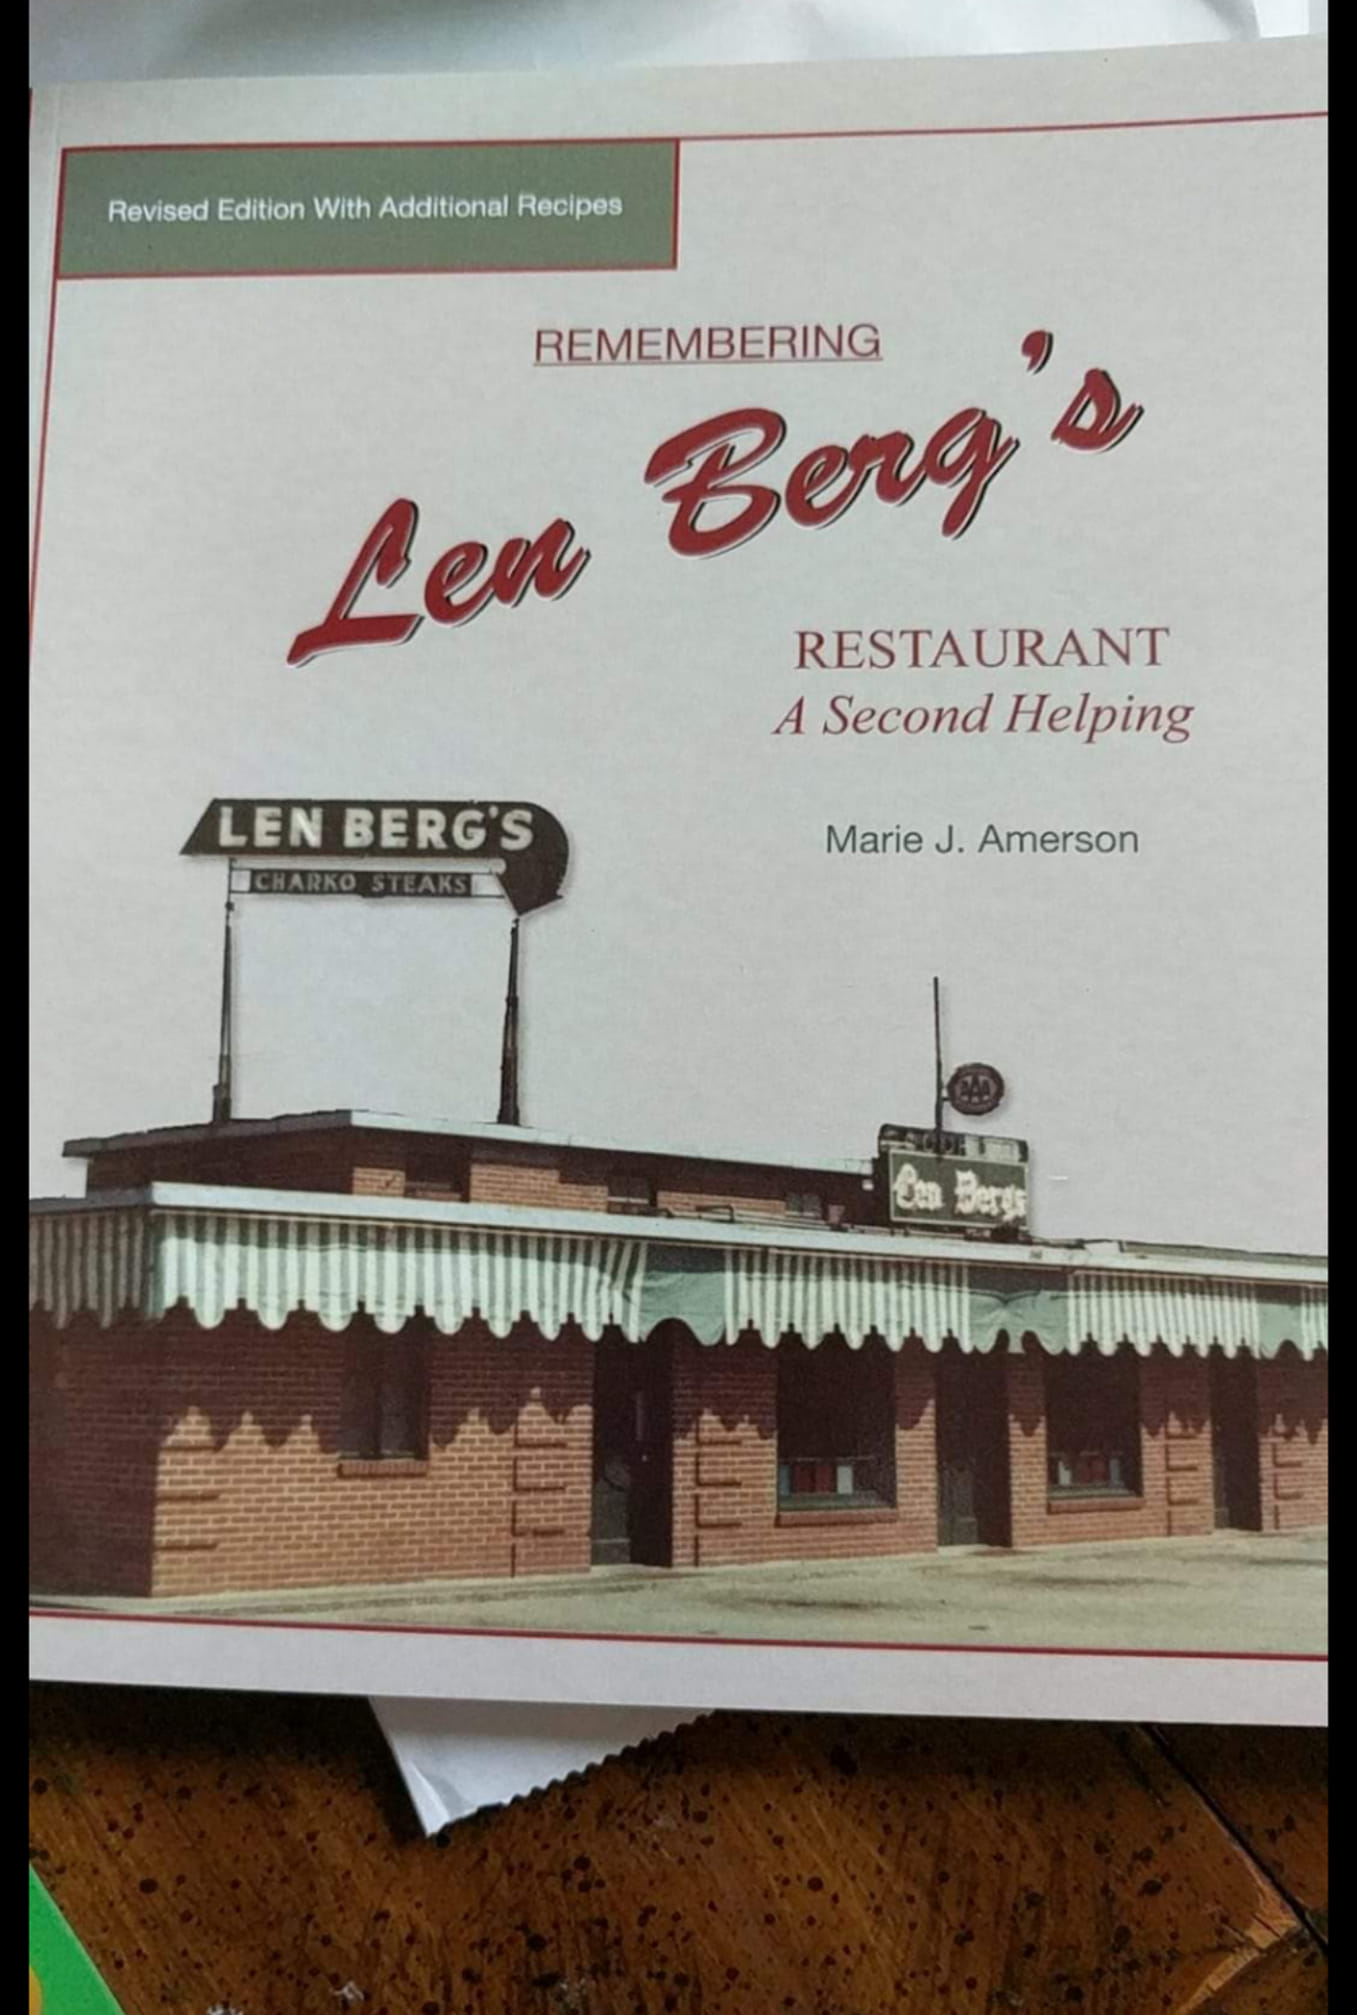 Revised Edition With Additional Recipes
REMEMBERING
Len Berg's
RESTAURANT
A Second Helping
Marie J. Amerson
LEN BERG'S
CHARKO STEAKS
AAA
Len Bergs